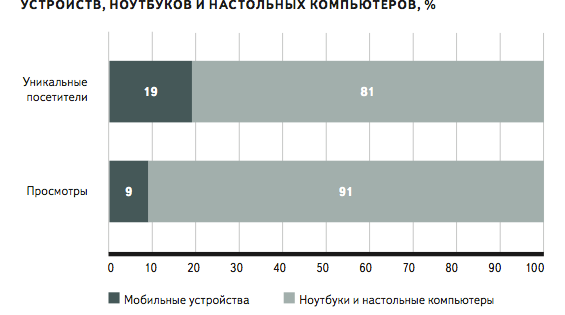 УСТРОЙСТВ, НОУТБУКОВ И НАСТОЛЬНЫХ КОМПЬЮТЕРОВ, %
Уникальные
посетители
19
81
Просмотры
9
91
0 10 20 30 40 50 60 70 80 90 100
Мобильные устройства
Ноутбуки и настольные компьютеры